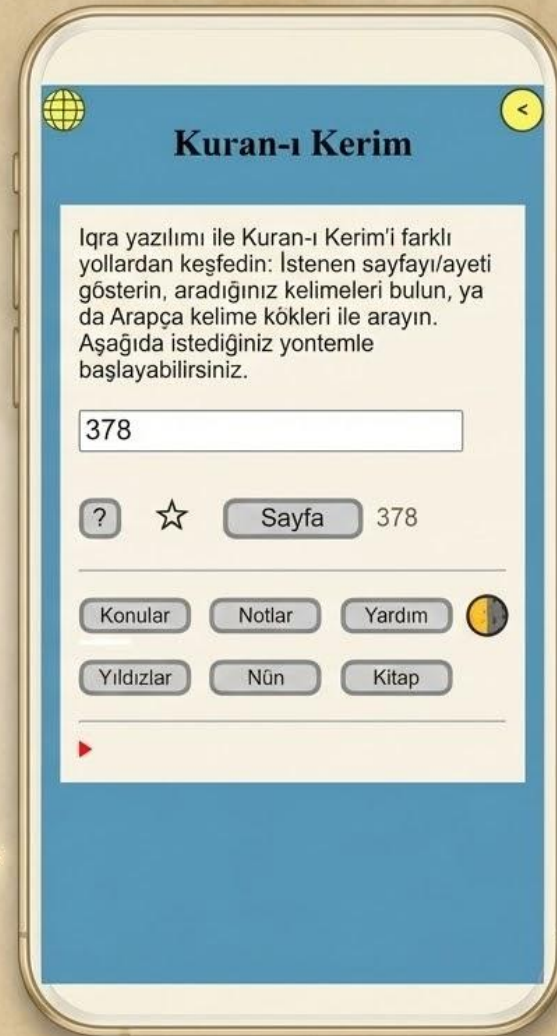 <
Kuran-ı Kerim
Iqra yazılımı ile Kuran-ı Kerim'i farklı
yollardan keşfedin: İstenen sayfayı/ayeti
gösterin, aradığınız kelimeleri bulun, ya
da Arapça kelime kökleri ile arayın.
Aşağıda istediğiniz yontemle
başlayabilirsiniz.
378
? Sayfa 378
Konular Notlar Yardım
Yıldızlar Nûn Kitap